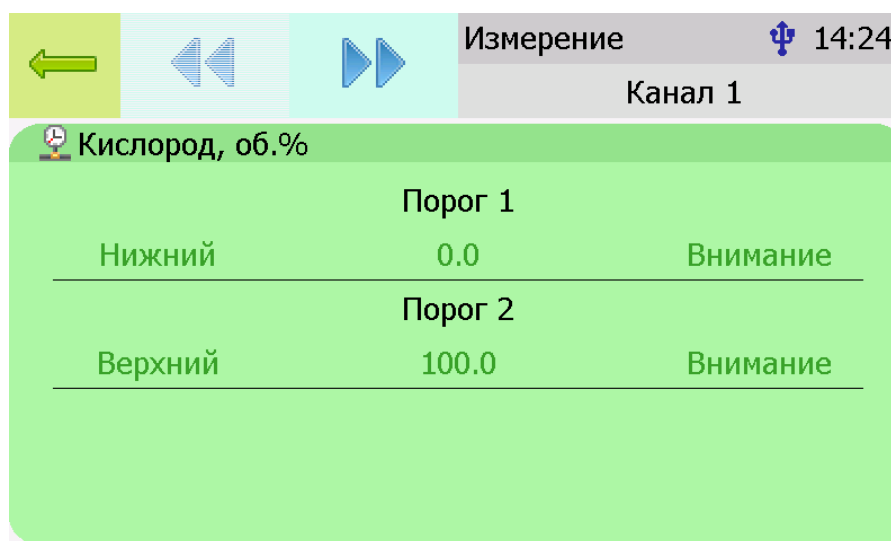 Измерение 14:24
Канал 1
Кислород, об.%
Порог 1
Нижний 0.0 Внимание
Порог 2
Верхний 100.0 Внимание